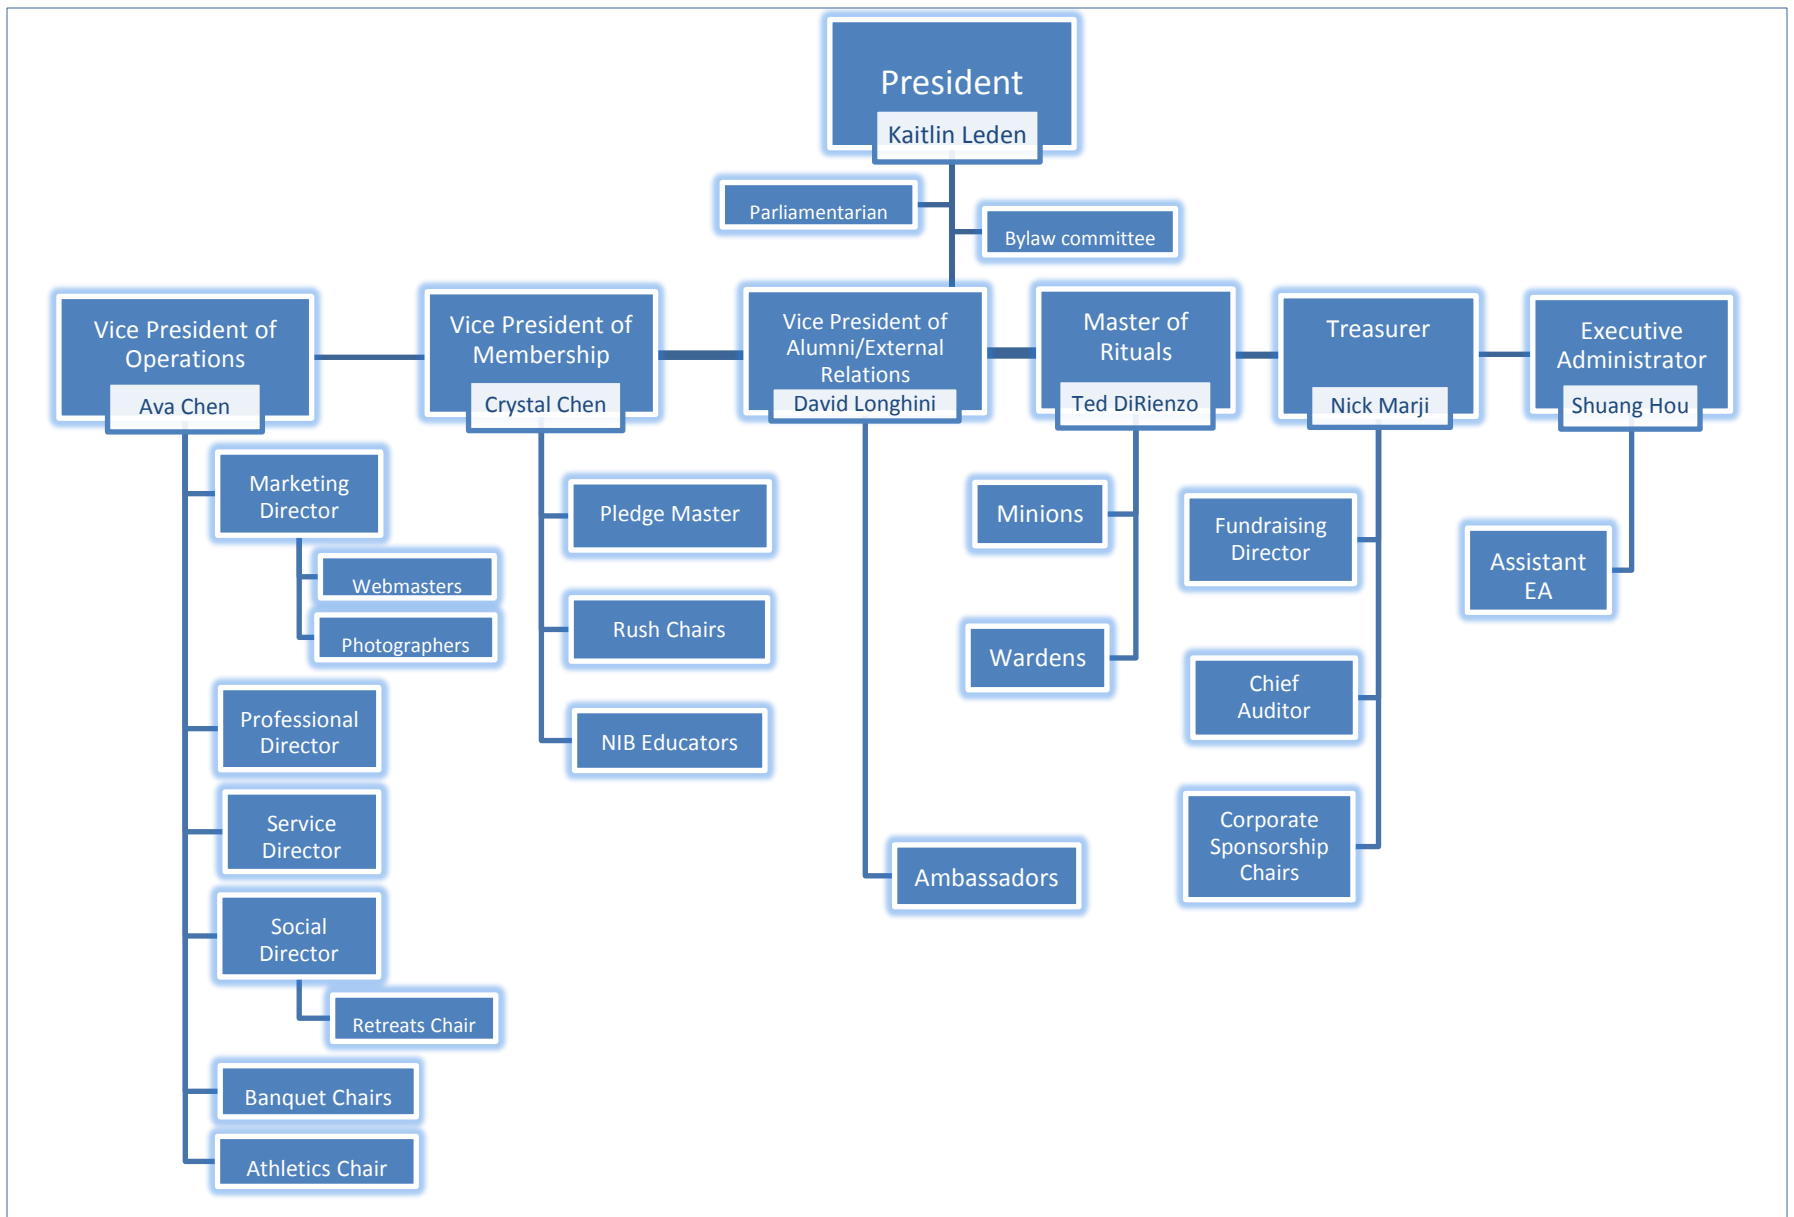 President
Kaitlin Leden
Parliamentarian
Bylaw committee
Vice President of
Operations
Ava Chen
Vice President of
Membership
Crystal Chen
Vice President of
Alumni/External
Relations
David Longhini
Master of
Rituals
Ted DiRienzo
Treasurer
Nick Marji
Executive
Administrator
Shuang Hou
Marketing
Director
Webmasters
Photographers
Professional
Director
Service
Director
Social
Director
Retreats Chair
Banquet Chairs
Athletics Chair
Pledge Master
Rush Chairs
NIB Educators
Ambassadors
Minions
Wardens
Fundraising
Director
Chief
Auditor
Corporate
Sponsorship
Chairs
Assistant
EA